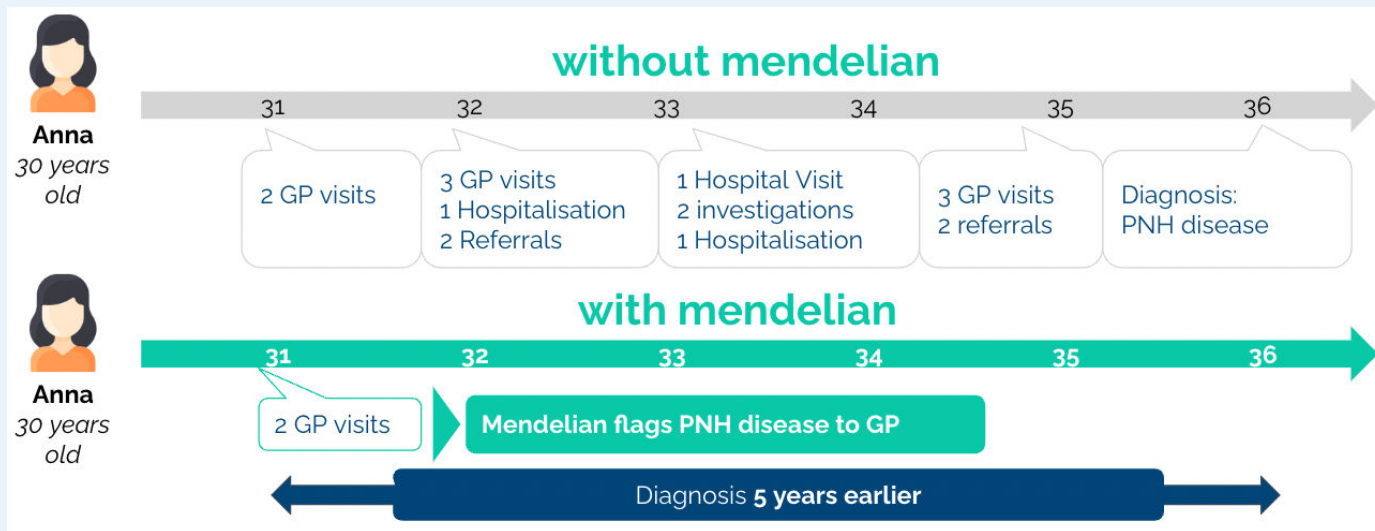 without mendelian
31 32 33 34 35 36
Anna
30 years
old
2 GP visits
3 GP visits
1 Hospitalisation
2 Referrals
1 Hospital Visit
2 investigations
1 Hospitalisation
3 GP visits
2 referrals
Diagnosis:
PNH disease
with mendelian
31 32 33 34 35 36
Anna
30 years
old
2 GP visits
Mendelian flags PNH disease to GP
Diagnosis 5 years earlier